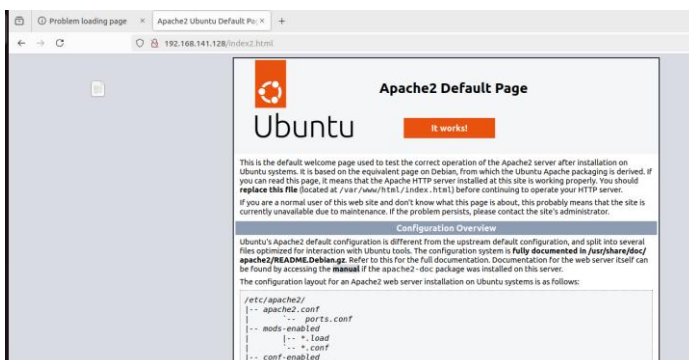 Problem loading page
Apache2 Ubuntu Default Pa
192.168.141.128/index2.html
Apache2 Default Page
Ubuntu
It works!
This is the default welcome page used to test the correct operation of the Apache2 server after installation on
Ubuntu systems. It is based on the equivalent page on Debian, from which the Ubuntu Apache packaging is derived. If
you can read this page, it means that the Apache HTTP server installed at this site is working properly. You should
replace this file (located at /var/www/html/index.html) before continuing to operate your HTTP server.
If you are a normal user of this web site and don't know what this page is about, this probably means that the site is
currently unavailable due to maintenance. If the problem persists, please contact the site's administrator.
Configuration Overview
Ubuntu's Apache2 default configuration is different from the upstream default configuration, and split into several
files optimized for interaction with Ubuntu tools. The configuration system is fully documented in /usr/share/doc/
apache2/README.Debian.gz. Refer to this for the full documentation. Documentation for the web server itself can
be found by accessing the manual if the apache2-doc package was installed on this server.
The configuration layout for an Apache2 web server installation on Ubuntu systems is as follows:
/etc/apache2/
|-- apache2.conf
|       `--  ports.conf
|-- mods-enabled
|       |-- *.load
|       `-- *.conf
|-- conf-enabled